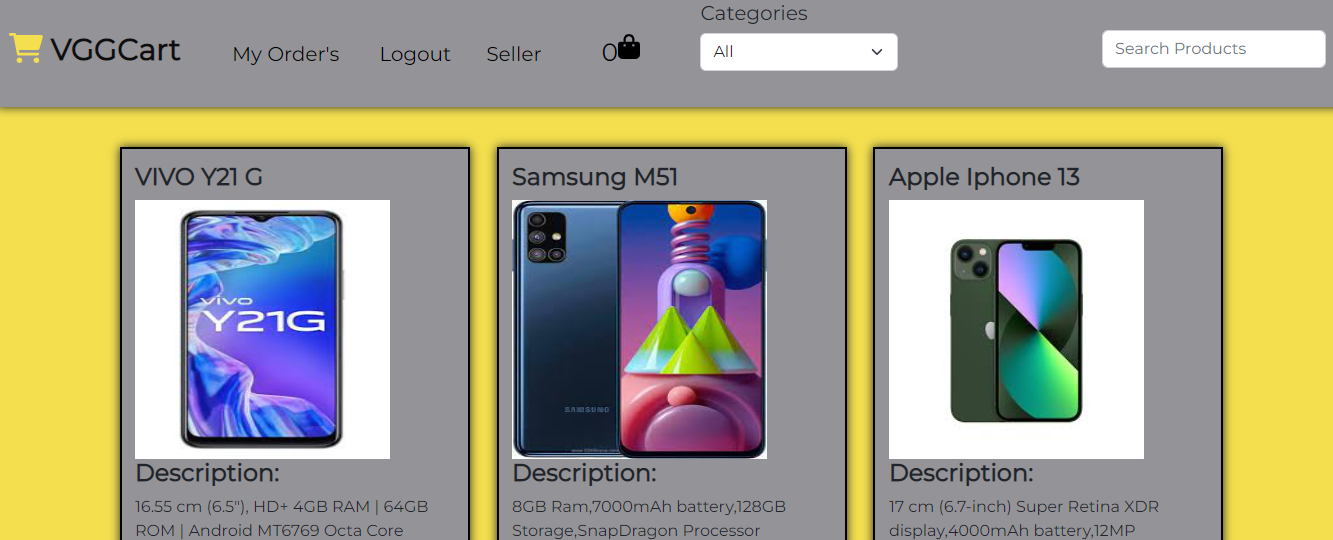 Categories
VGGCart
My Order's
Logout
Seller
0
All
Search Products
VIVO Y21 G
Samsung M51
Apple Iphone 13
vivo
Y21G
SAMSUNG
Description:
Description:
Description:
16.55 cm (6.5"), HD+ 4GB RAM | 64GB
ROM | Android MT6769 Octa Core
8GB Ram,7000mAh battery,128GB
Storage,SnapDragon Processor
17 cm (6.7-inch) Super Retina XDR
display,4000mAh battery,12MP